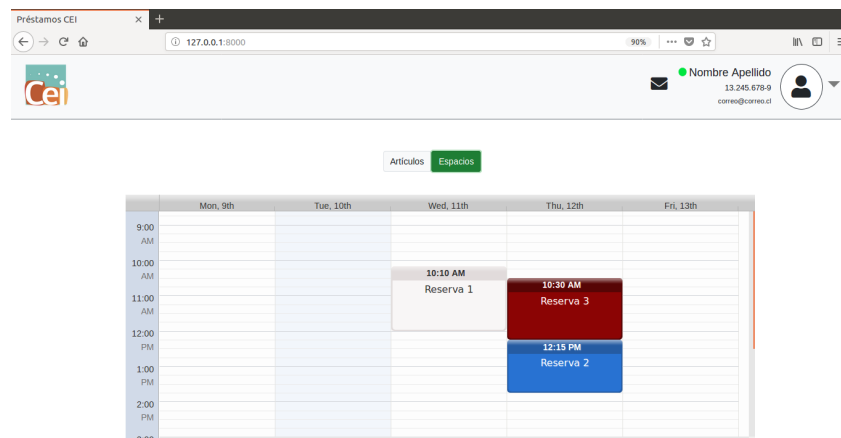 Préstamos CEI
127.0.0.1:8000
90%
Cei
Nombre Apellido
13.245.678-9
correo@correo.cl
Artículos
Espacios
Mon, 9th
Tue, 10th
Wed, 11th
Thu, 12th
Fri, 13th
9:00
AM
10:00
AM
10:10 AM
Reserva 1
10:30 AM
Reserva 3
11:00
AM
12:00
PM
12:15 PM
Reserva 2
1:00
PM
2:00
PM